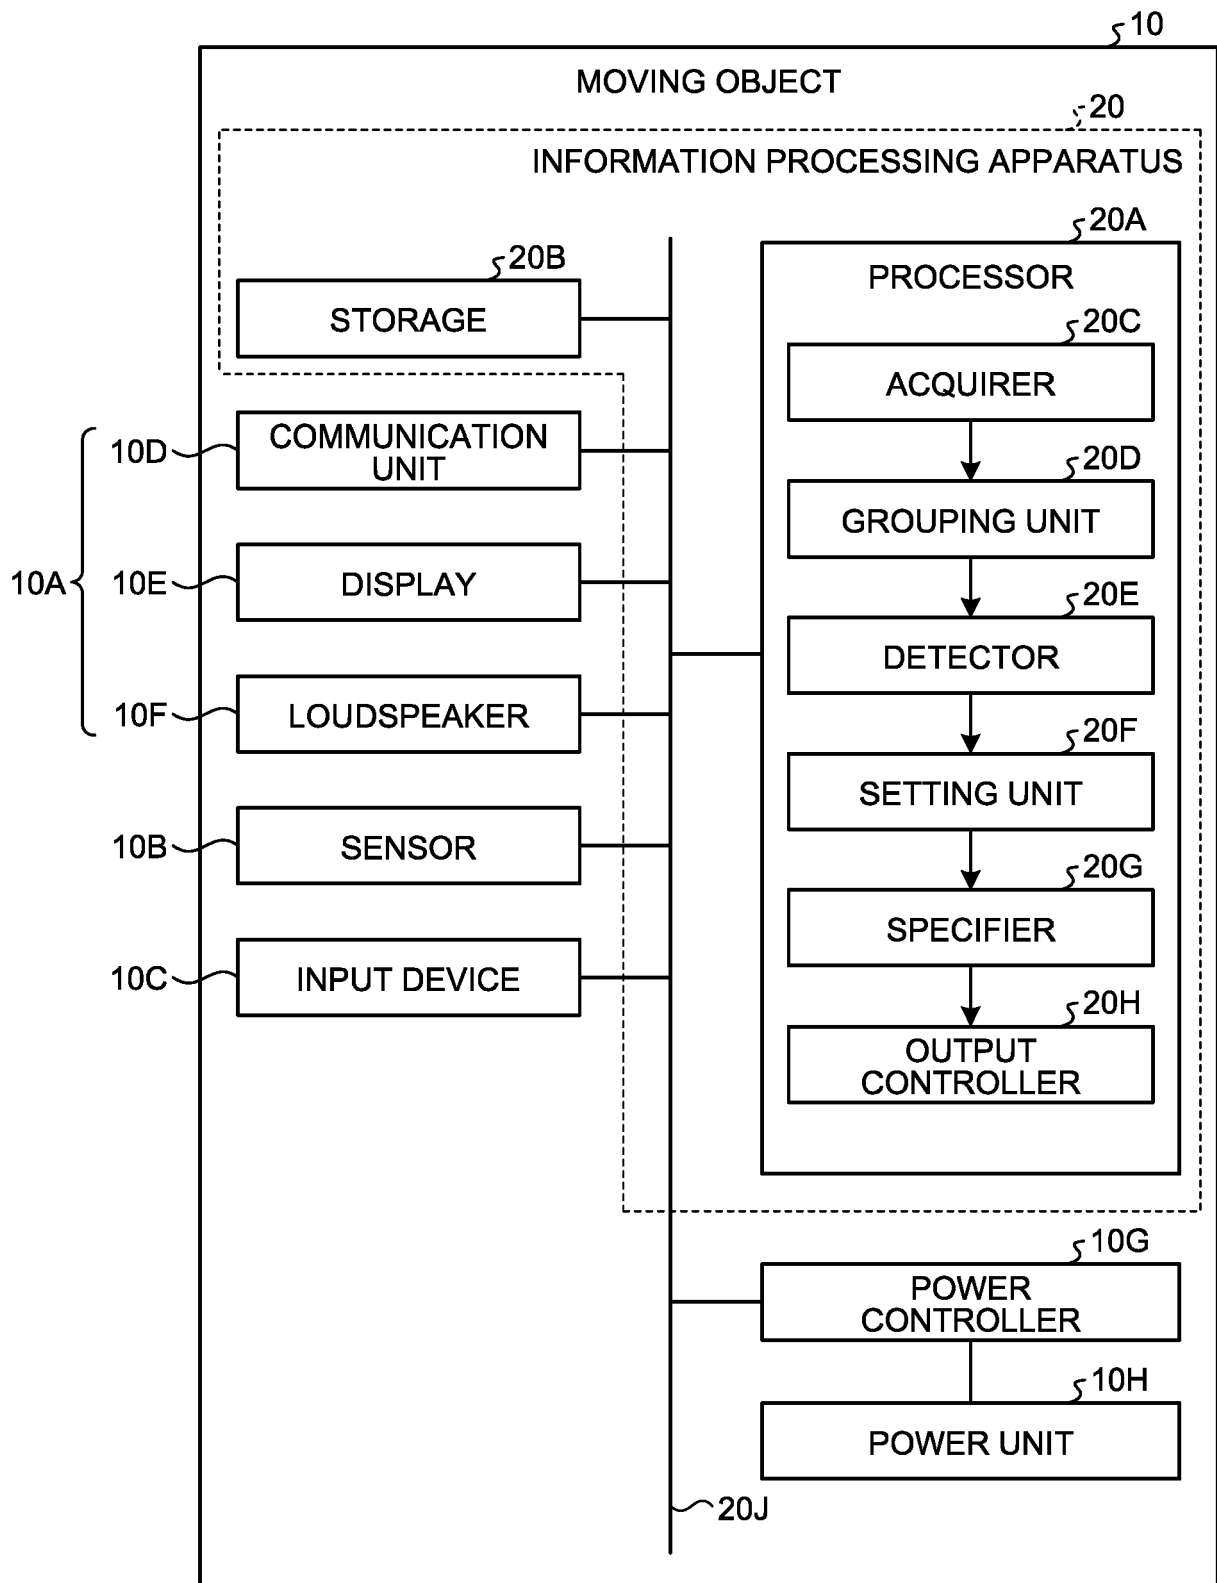 10
MOVING OBJECT
20
INFORMATION PROCESSING APPARATUS
20A
PROCESSOR
20B
STORAGE
20C
ACQUIRER
10A
10D
COMMUNICATION
UNIT
20D
GROUPING UNIT
10E
DISPLAY
20E
DETECTOR
10F
LOUDSPEAKER
20F
SETTING UNIT
10B
SENSOR
20G
SPECIFIER
10C
INPUT DEVICE
20H
OUTPUT
CONTROLLER
10G
POWER
CONTROLLER
10H
POWER UNIT
20J